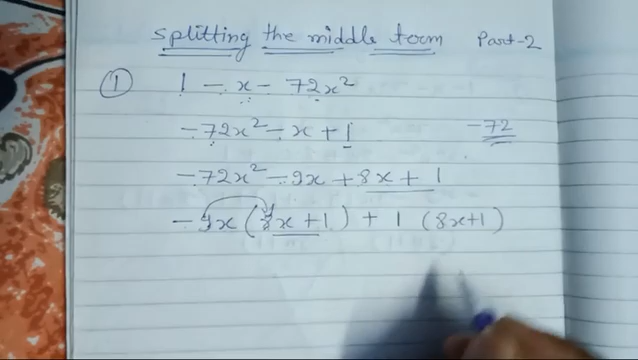 splitting the middle term Part-2
① 1 - x - 72x²
-72x² - x + 1 -72
-72x² - 9x + 8x + 1
-9x (8x+1) + 1 (8x+1)